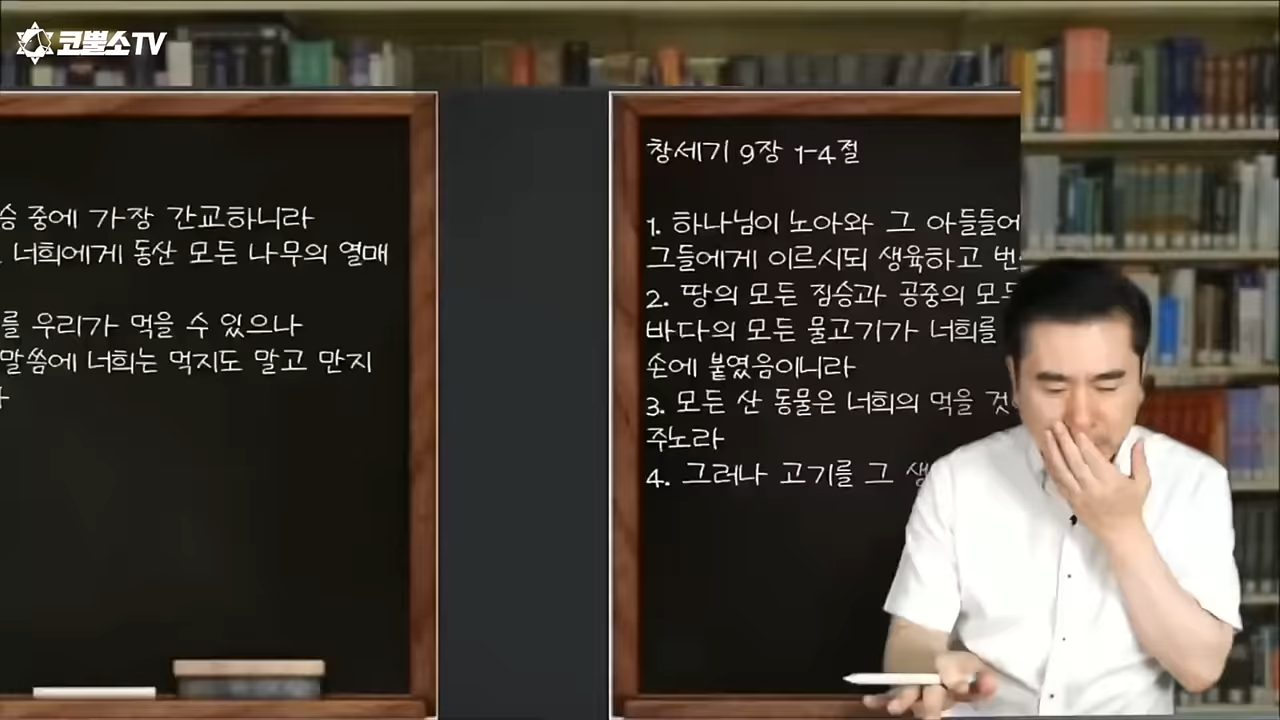 코뿔소TV
중에 가장 간교하니라
너희에게 동산 모든 나무의 열매
를 우리가 먹을 수 있으나
말씀에 너희는 먹지도 말고 만지
창세기 9장 1-4절
1. 하나님이 노아와 그 아들들에
그들에게 이르시되 생육하고
2. 땅의 모든 짐승과 공중의
바다의 모든 물고기가 너희를
손에 붙였음이니라
3. 모든 산 동물은 너희의 먹을
주노라
4. 그러나 고기를 그